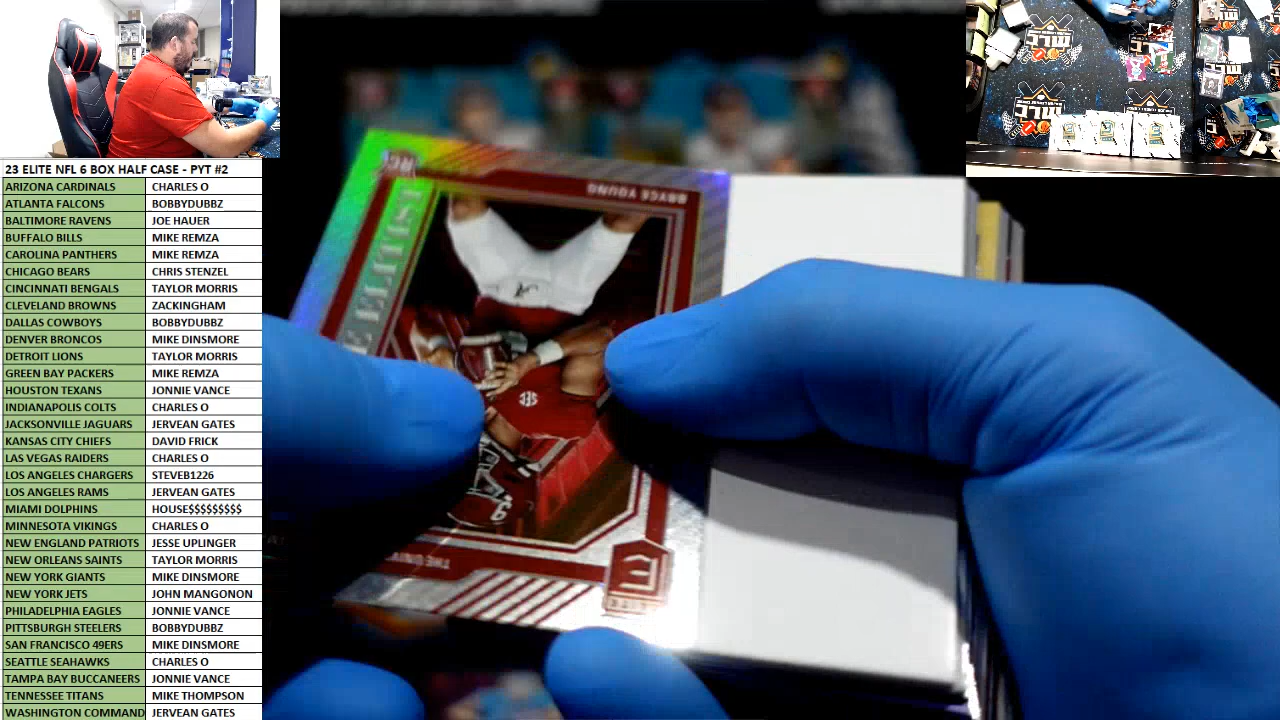 23 ELITE NFL 6 BOX HALF CASE - PYT #2
ARIZONA CARDINALS CHARLES O
ATLANTA FALCONS BOBBYDUBBZ
BALTIMORE RAVENS JOE HAUER
BUFFALO BILLS MIKE REMZA
CAROLINA PANTHERS MIKE REMZA
CHICAGO BEARS CHRIS STENZEL
CINCINNATI BENGALS TAYLOR MORRIS
CLEVELAND BROWNS ZACKINGHAM
DALLAS COWBOYS BOBBYDUBBZ
DENVER BRONCOS MIKE DINSMORE
DETROIT LIONS TAYLOR MORRIS
GREEN BAY PACKERS MIKE REMZA
HOUSTON TEXANS JONNIE VANCE
INDIANAPOLIS COLTS CHARLES O
JACKSONVILLE JAGUARS JERVEAN GATES
KANSAS CITY CHIEFS DAVID FRICK
LAS VEGAS RAIDERS CHARLES O
LOS ANGELES CHARGERS STEVEB1226
LOS ANGELES RAMS JERVEAN GATES
MIAMI DOLPHINS HOUSE$$$$$$$$$
MINNESOTA VIKINGS CHARLES O
NEW ENGLAND PATRIOTS JESSE UPLINGER
NEW ORLEANS SAINTS TAYLOR MORRIS
NEW YORK GIANTS MIKE DINSMORE
NEW YORK JETS JOHN MANGONON
PHILADELPHIA EAGLES JONNIE VANCE
PITTSBURGH STEELERS BOBBYDUBBZ
SAN FRANCISCO 49ERS MIKE DINSMORE
SEATTLE SEAHAWKS CHARLES O
TAMPA BAY BUCCANEERS JONNIE VANCE
TENNESSEE TITANS MIKE THOMPSON
WASHINGTON COMMAND JERVEAN GATES
BRYCE YOUNG
RC
SEC
9
THE
ELITE